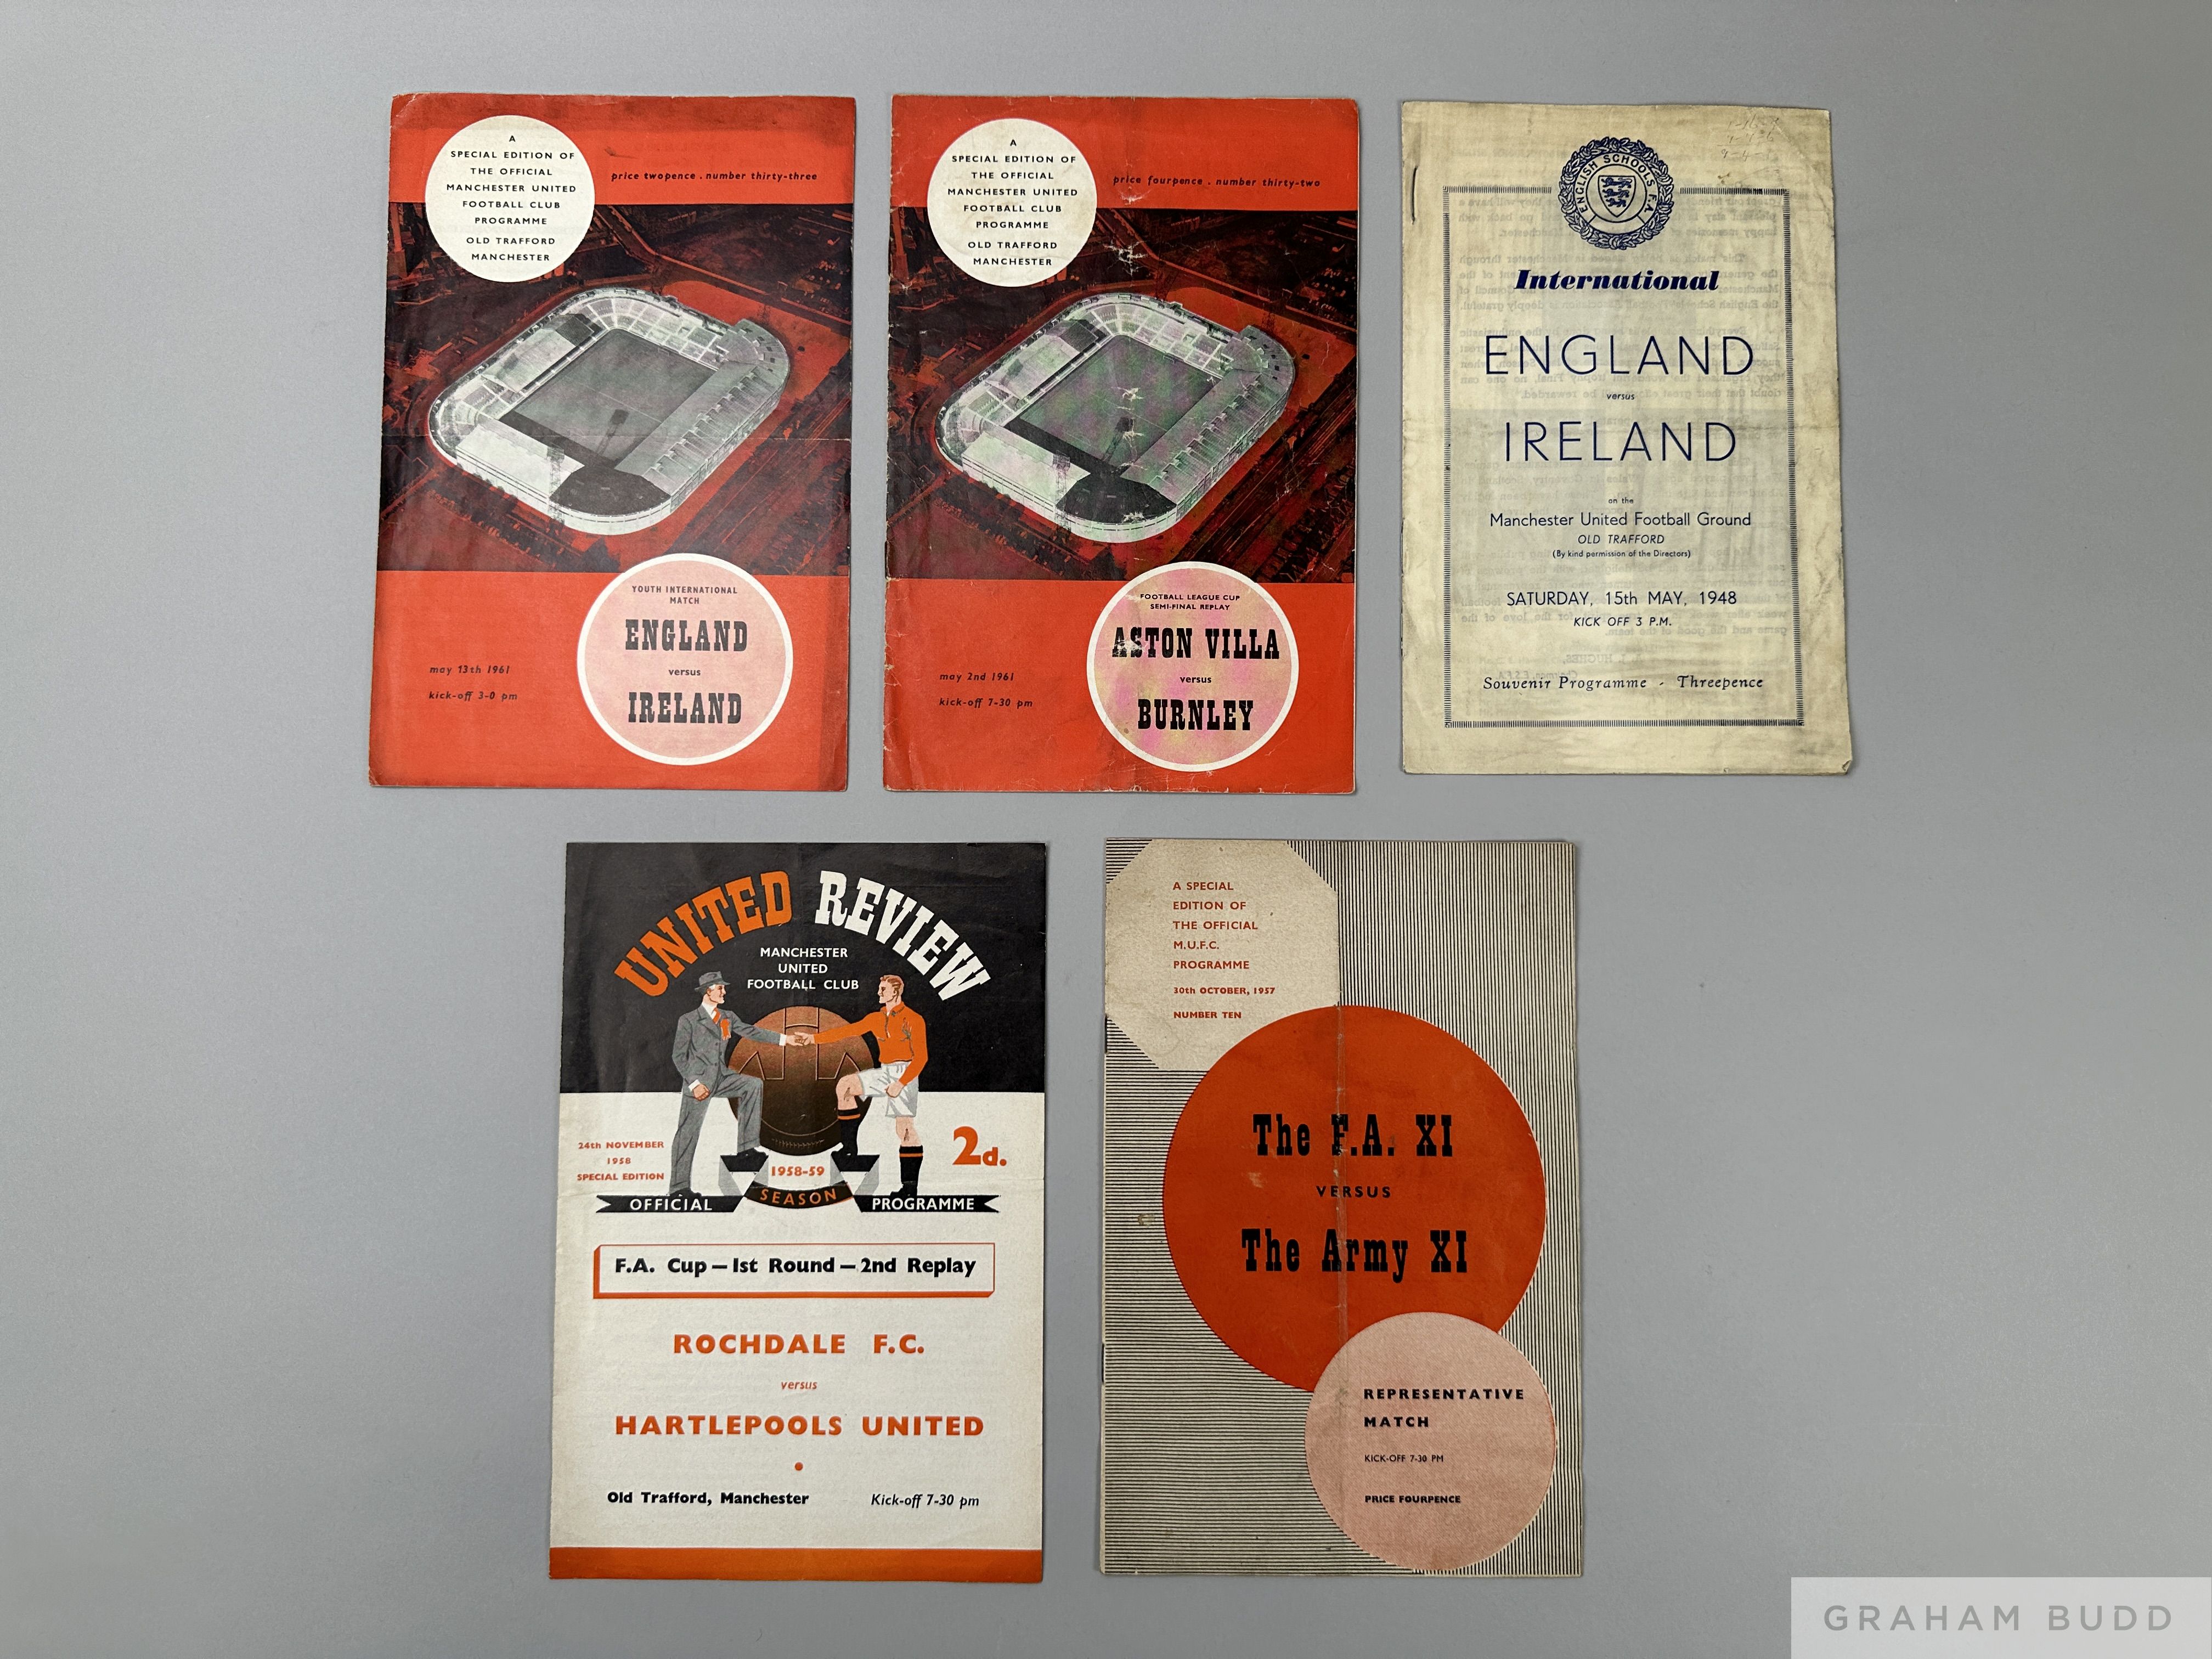 A
SPECIAL EDITION OF
THE OFFICIAL
MANCHESTER UNITED
FOOTBALL CLUB
PROGRAMME
OLD TRAFFORD
MANCHESTER
price twopence . number thirty-three
YOUTH INTERNATIONAL
MATCH
ENGLAND
versus
IRELAND
may 13th 1961
kick-off 3-0 pm
A
SPECIAL EDITION OF
THE OFFICIAL
MANCHESTER UNITED
FOOTBALL CLUB
PROGRAMME
OLD TRAFFORD
MANCHESTER
price fourpence . number thirty-two
FOOTBALL LEAGUE CUP
SEMI-FINAL REPLAY
ASTON VILLA
versus
BURNLEY
may 2nd 1961
kick-off 7-30 pm
ENGLISH SCHOOLS F.A.
International
ENGLAND
versus
IRELAND
on the
Manchester United Football Ground
OLD TRAFFORD
(By kind permission of the Directors)
SATURDAY, 15th MAY, 1948
KICK OFF 3 P.M.
Souvenir Programme - Threepence
UNITED REVIEW
MANCHESTER
UNITED
FOOTBALL CLUB
24th NOVEMBER
1958
SPECIAL EDITION
2d.
1958-59
OFFICIAL SEASON PROGRAMME
F.A. Cup — 1st Round — 2nd Replay
ROCHDALE F.C.
versus
HARTLEPOOLS UNITED
Old Trafford, Manchester Kick-off 7-30 pm
A SPECIAL
EDITION OF
THE OFFICIAL
M.U.F.C.
PROGRAMME
30th OCTOBER, 1957
NUMBER TEN
The F.A. XI
VERSUS
The Army XI
REPRESENTATIVE
MATCH
KICK-OFF 7-30 PM
PRICE FOURPENCE
GRAHAM BUDD